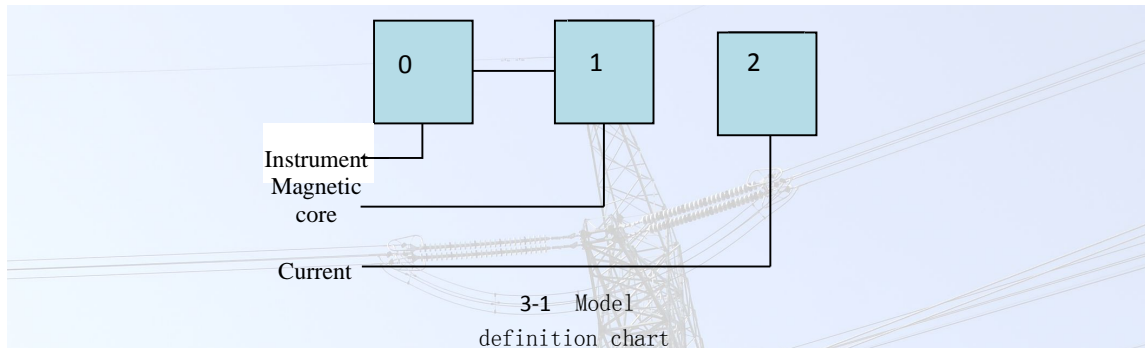 0
1
2
Instrument
Magnetic
core
Current
3-1 Model
definition chart